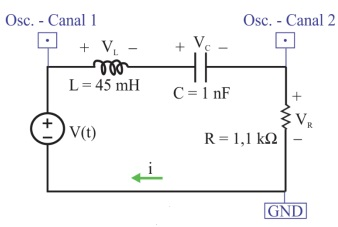 Osc. - Canal 1
Osc. - Canal 2
+ V_L −
+ V_C −
L = 45 mH
C = 1 nF
+
V(t)
R = 1,1 kΩ
V_R
−
i
GND